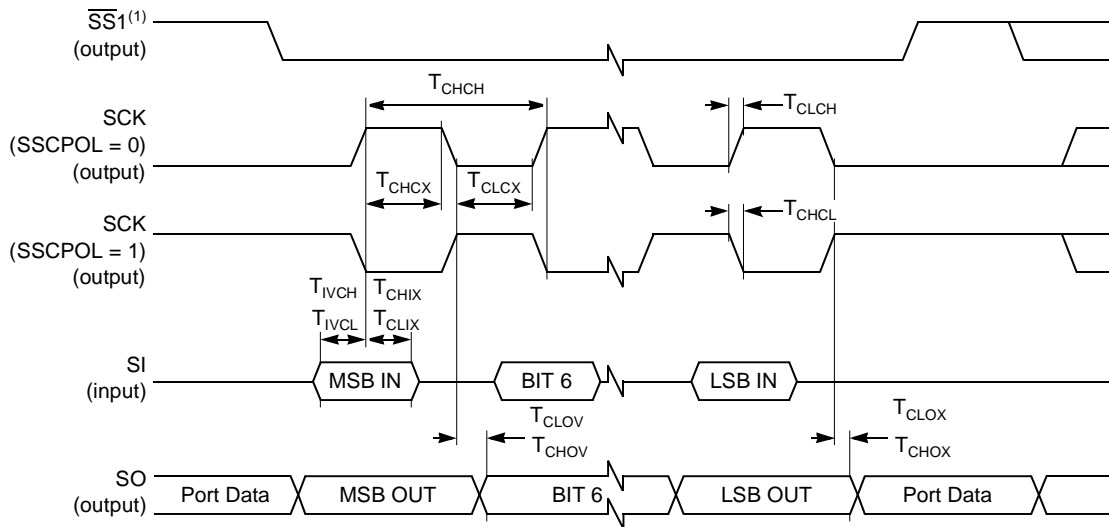 SS1(1)
(output)
TCHCH
TCLCH
SCK
(SSCPOL = 0)
(output)
TCHCX
TCLCX
TCHCL
SCK
(SSCPOL = 1)
(output)
TIVCH
TCHIX
TIVCL
TCLIX
SI
(input)
MSB IN
BIT 6
LSB IN
TCLOV
TCHOV
TCLOX
TCHOX
SO
(output)
Port Data
MSB OUT
BIT 6
LSB OUT
Port Data